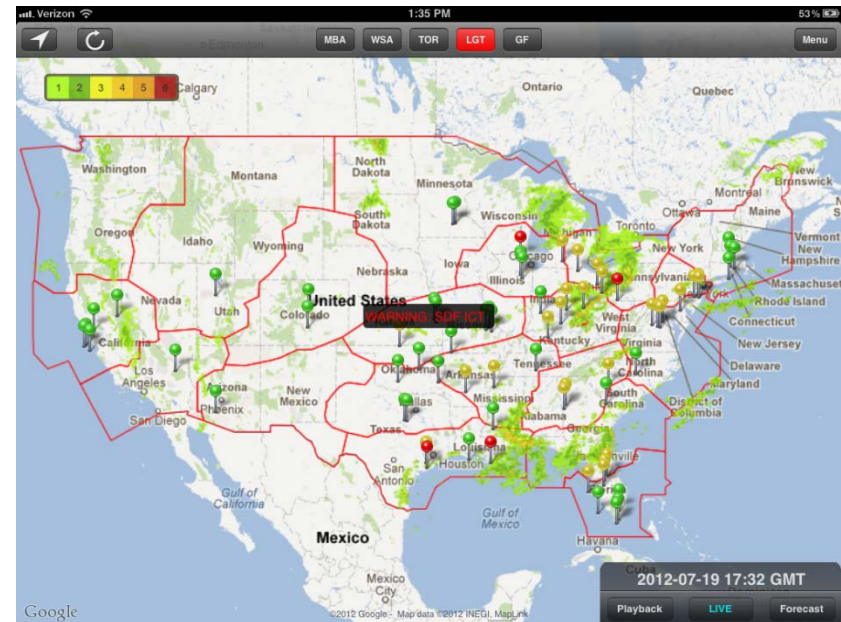 Verizon 1:35 PM 53%
MBA WSA TOR LGT GF Menu
1 2 3 4 5 6
Calgary
Edmonton
Ontario
Quebec
Washington
Montana
North
Dakota
Minnesota
New
Brunswick
Montreal
Ottawa
Maine
Oregon
Idaho
Wyoming
South
Dakota
Wisconsin
Michigan
Toronto
New York
Vermont
New
Hampshire
Massachuset
Rhode Island
Connecticut
New Jersey
Delaware
Maryland
District of
Columbia
Nebraska
Iowa
Chicago
Illinois
Nevada
Utah
United States
Colorado
WARNING: SDF ICT
West
Virginia
Kentucky
Virginia
California
Los
Angeles
San Diego
Arizona
Phoenix
New
Mexico
Oklahoma
Arkansas
Tennessee
North
Carolina
South
Carolina
Dallas
Mississippi
Alabama
Georgia
Texas
Louisiana
San
Antonio
Houston
Gulf of
California
Gulf of
Mexico
Mexico
Havana
Cuba
Mexico
City
2012-07-19 17:32 GMT
Playback LIVE Forecast
Google
©2012 Google - Map data ©2012 INEGI, MapLink